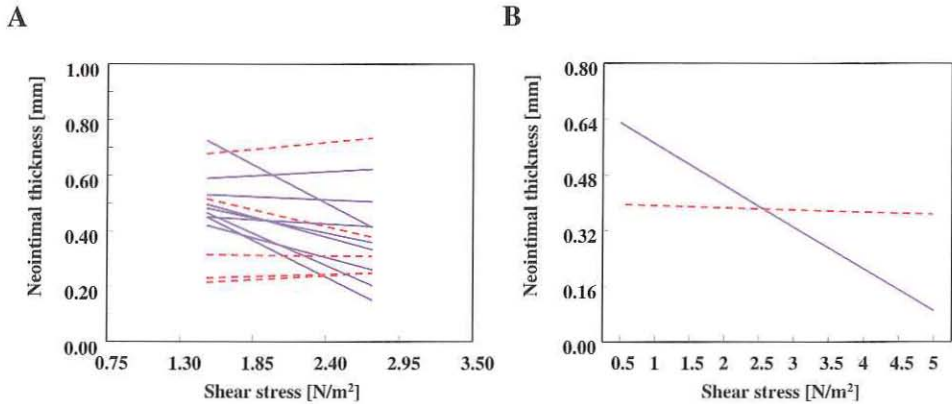 A
Neointimal thickness [mm]
1.00
0.80
0.60
0.40
0.20
0.00
0.75 1.30 1.85 2.40 2.95 3.50
Shear stress [N/m²]
B
Neointimal thickness [mm]
0.80
0.64
0.48
0.32
0.16
0.00
0.5 1 1.5 2 2.5 3 3.5 4 4.5 5
Shear stress [N/m²]